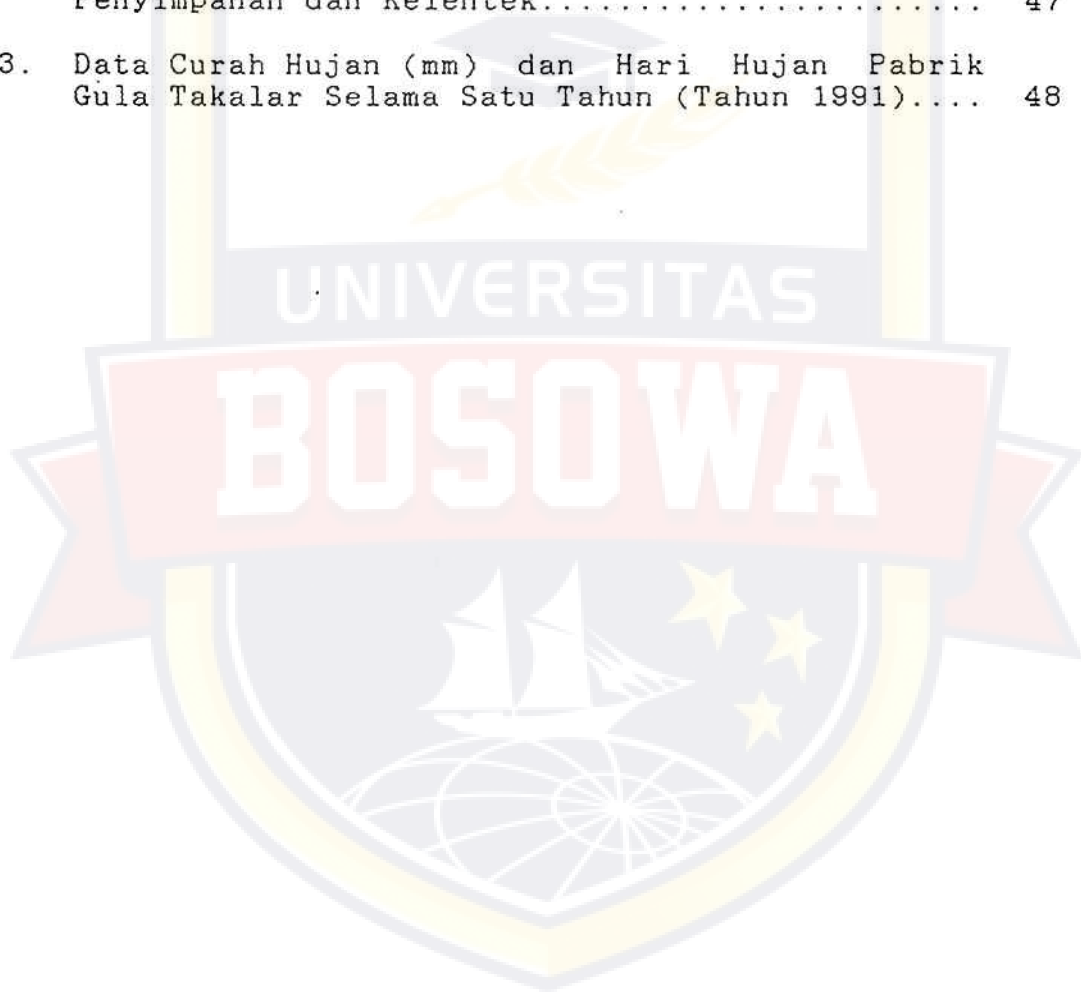 Penyimpanan dan Kelentek....................... 47
3. Data Curah Hujan (mm) dan Hari Hujan Pabrik
Gula Takalar Selama Satu Tahun (Tahun 1991).... 48
UNIVERSITAS
BOSOWA